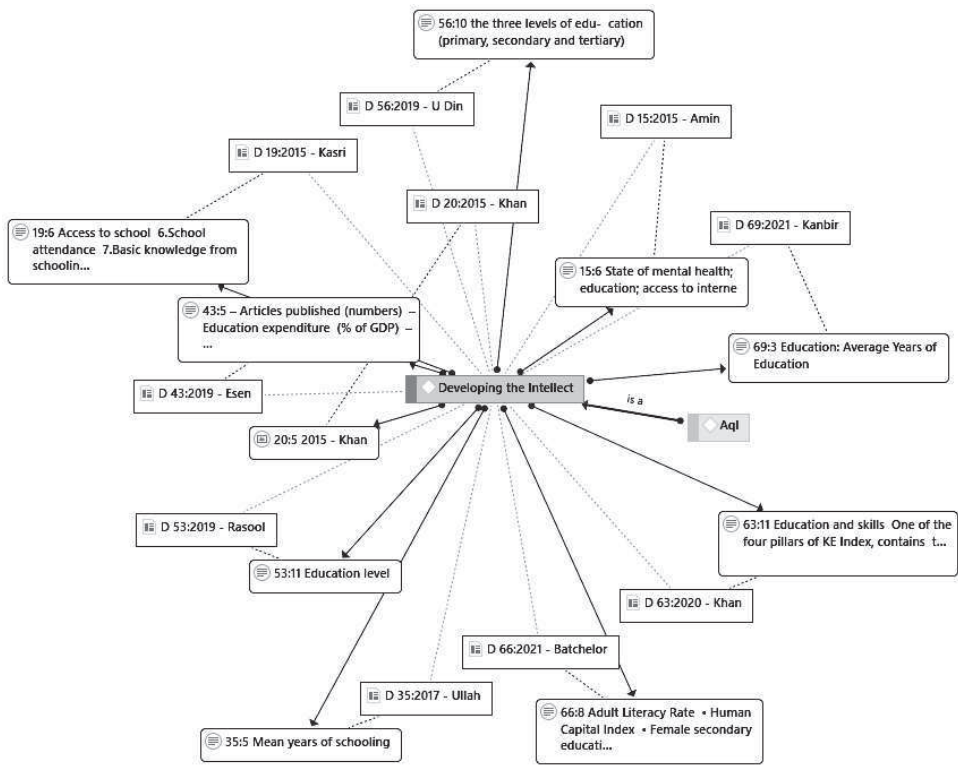 56:10 the three levels of edu- cation
(primary, secondary and tertiary)
D 56:2019 - U Din
D 15:2015 - Amin
D 19:2015 - Kasri
D 20:2015 - Khan
D 69:2021 - Kanbir
19:6 Access to school 6.School
attendance 7.Basic knowledge from
schoolin...
15:6 State of mental health;
education; access to interne
43:5 – Articles published (numbers) –
Education expenditure (% of GDP) –
...
69:3 Education: Average Years of
Education
D 43:2019 - Esen
Developing the Intellect
is a
Aql
20:5 2015 - Khan
D 53:2019 - Rasool
63:11 Education and skills One of the
four pillars of KE Index, contains t...
53:11 Education level
D 63:2020 - Khan
D 66:2021 - Batchelor
D 35:2017 - Ullah
66:8 Adult Literacy Rate • Human
Capital Index • Female secondary
educati...
35:5 Mean years of schooling